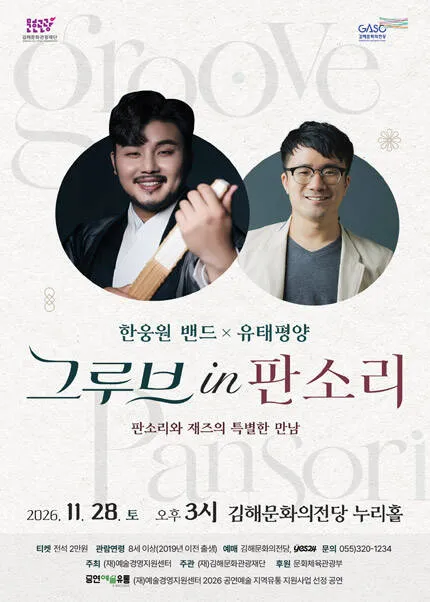 김해문화관광재단
GASC
김해문화의전당
groove
한웅원 밴드 × 유태평양
그루브 in 판소리
판소리와 재즈의 특별한 만남
Pansori
2026. 11. 28. 토 오후 3시 김해문화의전당 누리홀
티켓 전석 2만원 관람연령 8세 이상(2019년 이전 출생) 예매 김해문화의전당, yes24 문의 055)320-1234
주최 (재)예술경영지원센터 주관 (재)김해문화관광재단 후원 문화체육관광부
공연예술유통 (재)예술경영지원센터 2026 공연예술 지역유통 지원사업 선정 공연